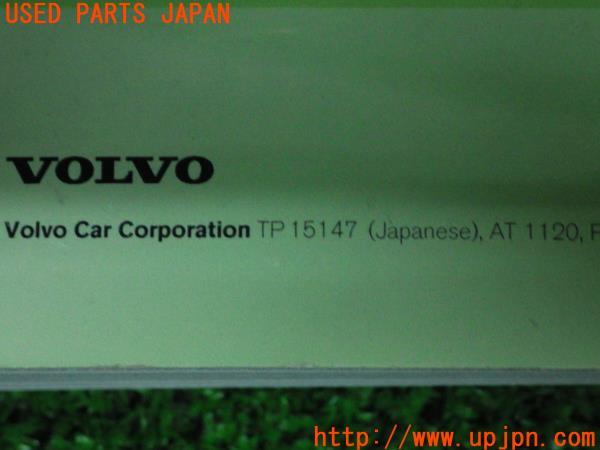 USED PARTS JAPAN
VOLVO
Volvo Car Corporation TP 15147 (Japanese), AT 1120,
http://www.upjpn.com